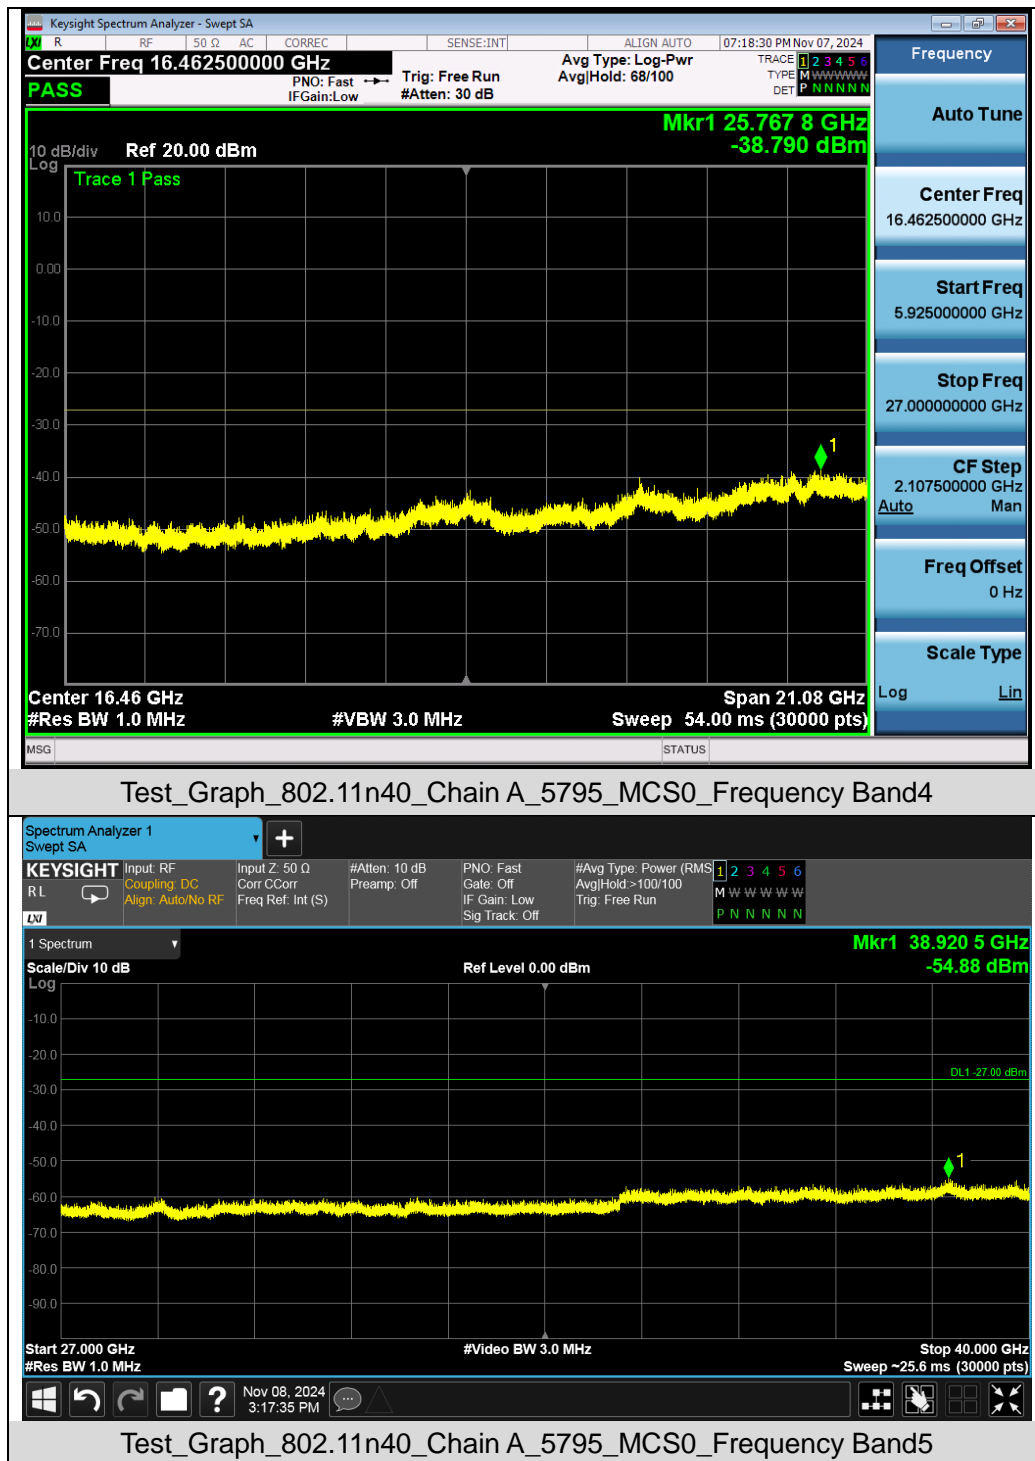 Keysight Spectrum Analyzer - Swept SA
LXI R RF 50 Ω AC CORREC SENSE:INT ALIGN AUTO 07:18:30 PM Nov 07, 2024
Center Freq 16.462500000 GHz
PNO: Fast
IFGain:Low
Trig: Free Run
#Atten: 30 dB
Avg Type: Log-Pwr
Avg|Hold: 68/100
TRACE 1 2 3 4 5 6
TYPE M W W W W W
DET P N N N N N
PASS
Mkr1 25.767 8 GHz
-38.790 dBm
10 dB/div Ref 20.00 dBm
Log
Trace 1 Pass
10.0
0.00
-10.0
-20.0
-30.0
1
-40.0
-50.0
-60.0
-70.0
Center 16.46 GHz Span 21.08 GHz
#Res BW 1.0 MHz #VBW 3.0 MHz Sweep 54.00 ms (30000 pts)
MSG STATUS
Frequency
Auto Tune
Center Freq
16.462500000 GHz
Start Freq
5.925000000 GHz
Stop Freq
27.000000000 GHz
CF Step
2.107500000 GHz
Auto Man
Freq Offset
0 Hz
Scale Type
Log Lin
Test_Graph_802.11n40_Chain A_5795_MCS0_Frequency Band4
Spectrum Analyzer 1
Swept SA
+
KEYSIGHT
R L
LXI
Input: RF
Coupling: DC
Align: Auto/No RF
Input Z: 50 Ω
Corr CCorr
Freq Ref: Int (S)
#Atten: 10 dB
Preamp: Off
PNO: Fast
Gate: Off
IF Gain: Low
Sig Track: Off
#Avg Type: Power (RMS
Avg|Hold:>100/100
Trig: Free Run
1 2 3 4 5 6
M W W W W W
P N N N N N
1 Spectrum
Mkr1 38.920 5 GHz
Scale/Div 10 dB Ref Level 0.00 dBm -54.88 dBm
Log
-10.0
-20.0
DL1 -27.00 dBm
-30.0
-40.0
-50.0
1
-60.0
-70.0
-80.0
-90.0
Start 27.000 GHz #Video BW 3.0 MHz Stop 40.000 GHz
#Res BW 1.0 MHz Sweep ~25.6 ms (30000 pts)
?
Nov 08, 2024
3:17:35 PM
Test_Graph_802.11n40_Chain A_5795_MCS0_Frequency Band5